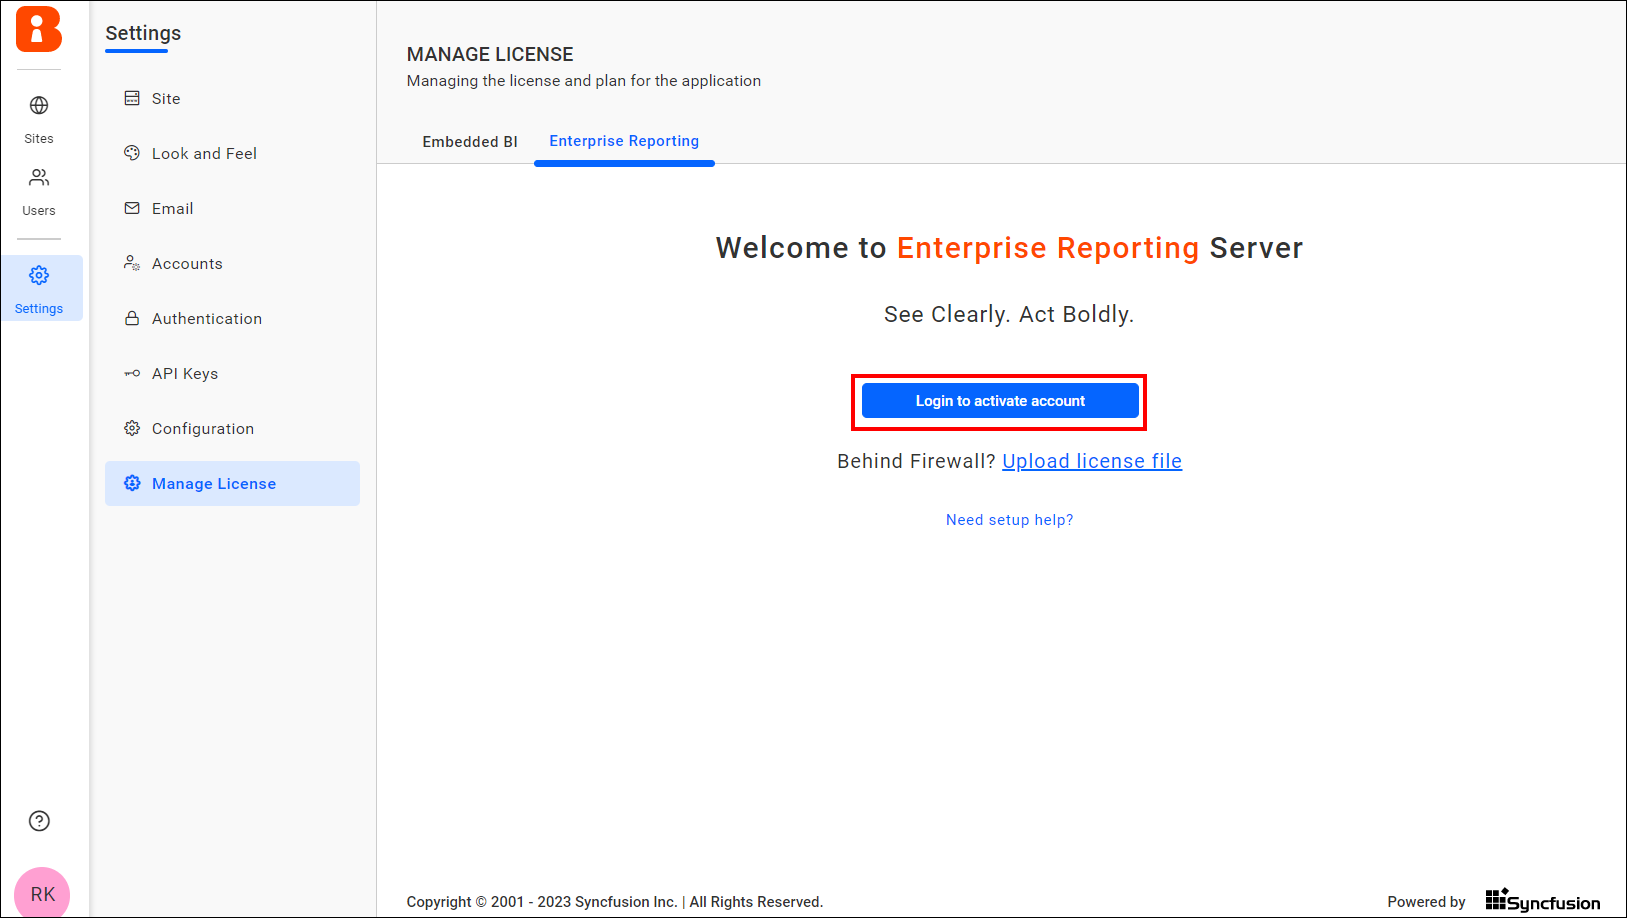 Sites
Users
Settings
RK
Settings
Site
Look and Feel
Email
Accounts
Authentication
API Keys
Configuration
Manage License
MANAGE LICENSE
Managing the license and plan for the application
Embedded BI
Enterprise Reporting
Welcome to Enterprise Reporting Server
See Clearly. Act Boldly.
Login to activate account
Behind Firewall? Upload license file
Need setup help?
Copyright © 2001 - 2023 Syncfusion Inc. | All Rights Reserved.
Powered by Syncfusion